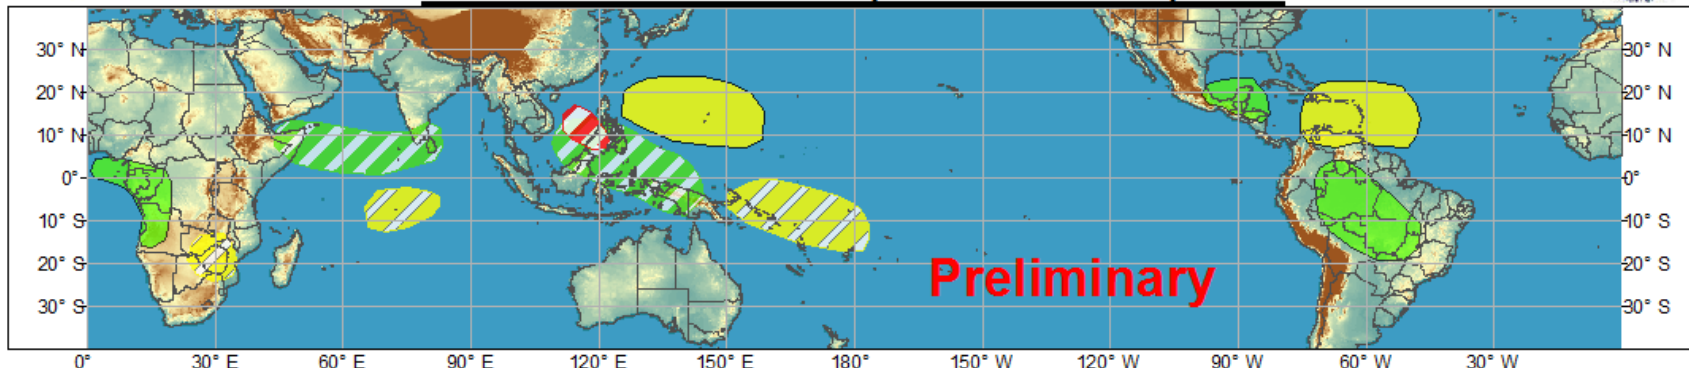 30° N 30° N
20° N 20° N
10° N 10° N
0° 0°
10° S 10° S
20° S Preliminary 20° S
30° S 30° S
0° 30° E 60° E 90° E 120° E 150° E 180° 150° W 120° W 90° W 60° W 30° W